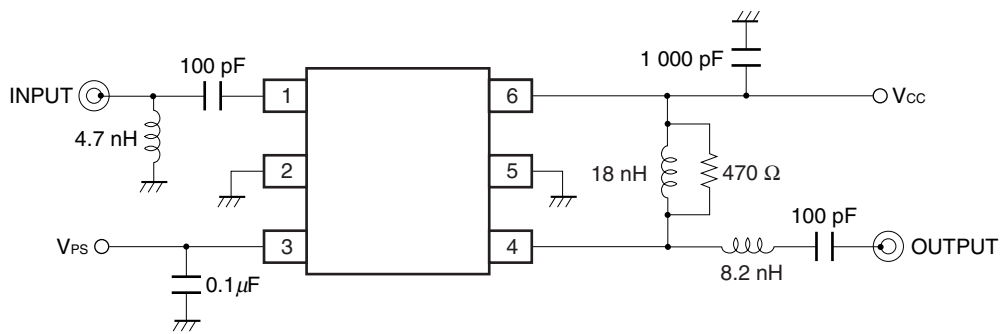 1 000 pF
100 pF
INPUT
1
6
VCC
4.7 nH
2
5
18 nH
470 Ω
100 pF
VPS
3
4
OUTPUT
8.2 nH
0.1 μF